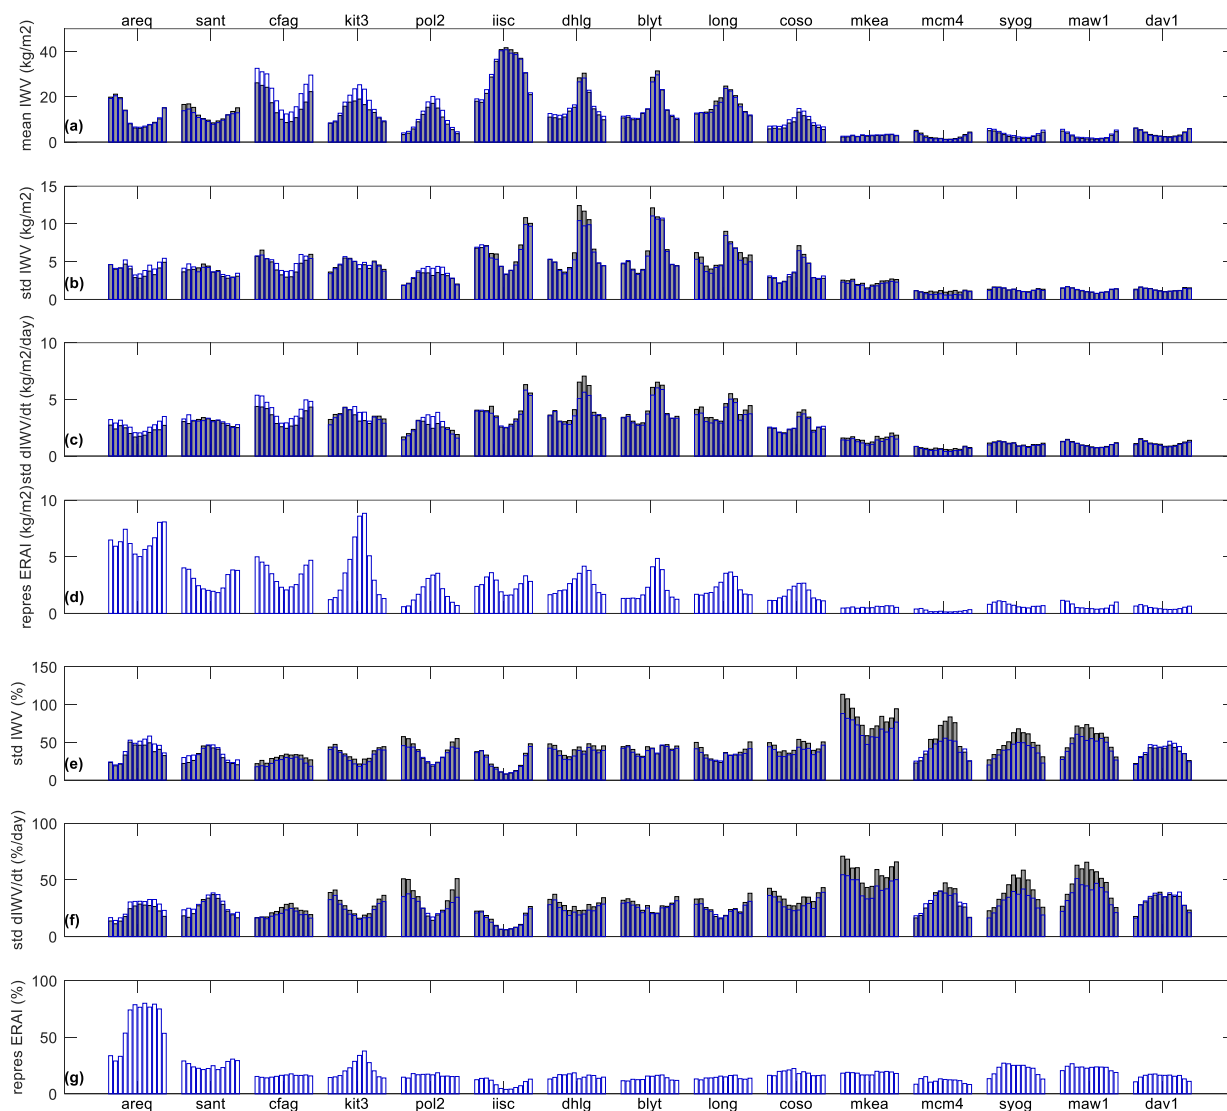 areq sant cfag kit3 pol2 iisc dhlg blyt long coso mkea mcm4 syog maw1 dav1
mean IWV (kg/m2)
40
20
0
(a)
std IWV (kg/m2)
15
10
5
0
(b)
std dIWV/dt (kg/m2/day)
10
5
0
(c)
repres ERAI (kg/m2)
10
5
0
(d)
std IWV (%)
150
100
50
0
(e)
std dIWV/dt (%/day)
100
50
0
(f)
repres ERAI (%)
100
50
0
(g)
areq sant cfag kit3 pol2 iisc dhlg blyt long coso mkea mcm4 syog maw1 dav1